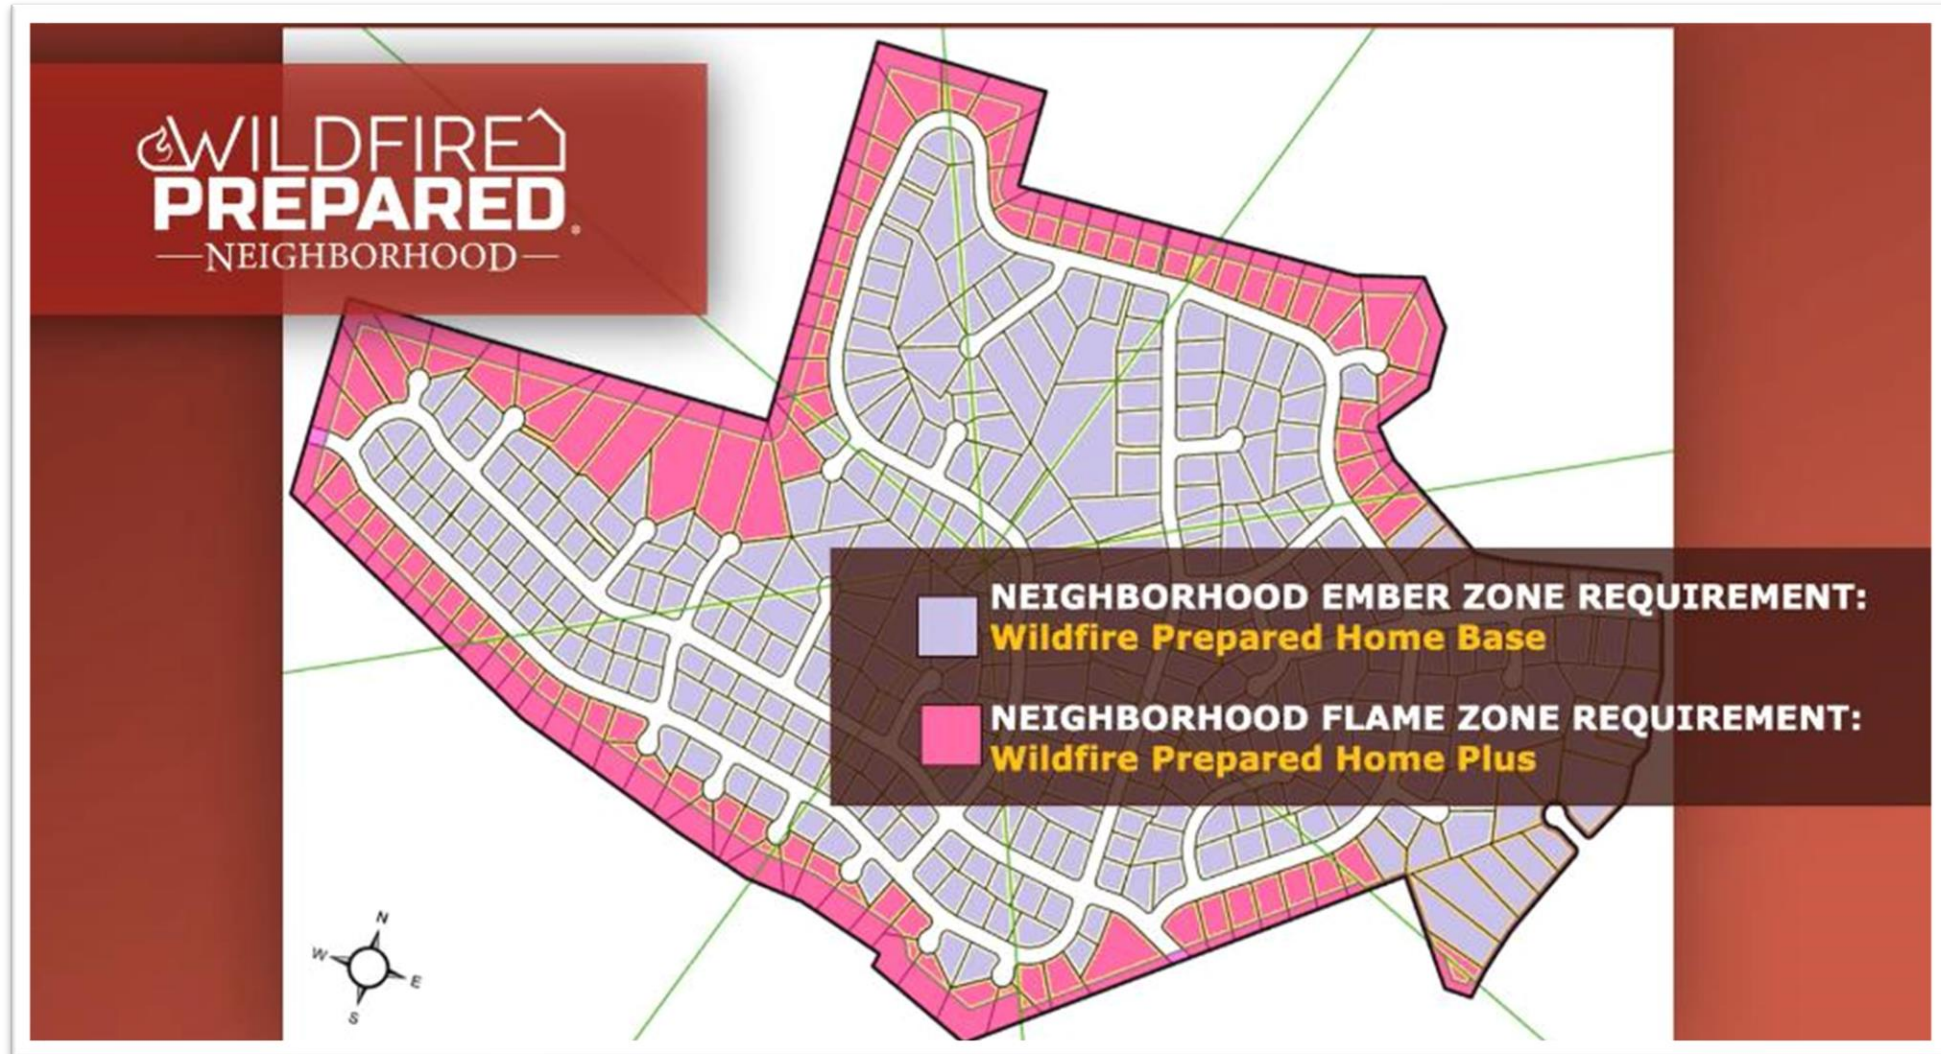 WILDFIRE
PREPARED®
NEIGHBORHOOD
NEIGHBORHOOD EMBER ZONE REQUIREMENT:
Wildfire Prepared Home Base
NEIGHBORHOOD FLAME ZONE REQUIREMENT:
Wildfire Prepared Home Plus
N
W
E
S